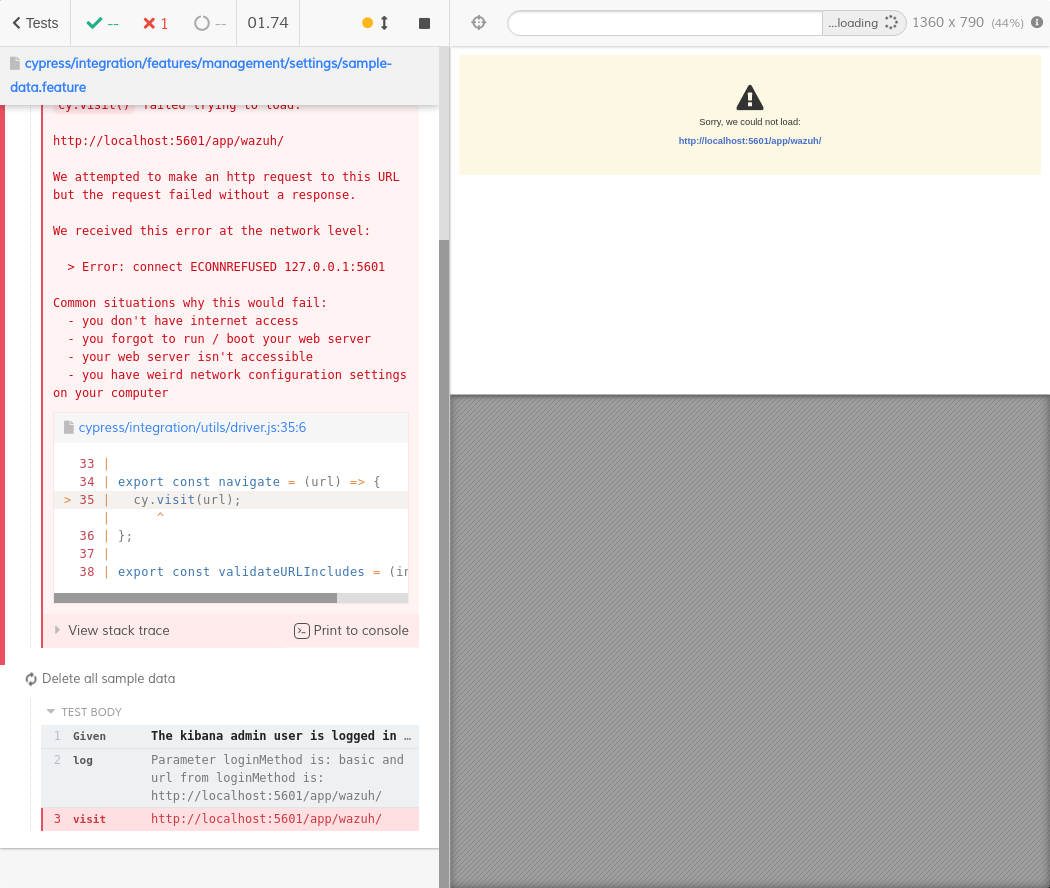 Tests
--
1
--
01.74
...loading
1360 x 790 (44%)
cypress/integration/features/management/settings/sample-
data.feature
cy.visit() failed trying to load:
http://localhost:5601/app/wazuh/
We attempted to make an http request to this URL
but the request failed without a response.
We received this error at the network level:
> Error: connect ECONNREFUSED 127.0.0.1:5601
Common situations why this would fail:
- you don't have internet access
- you forgot to run / boot your web server
- your web server isn't accessible
- you have weird network configuration settings
on your computer
cypress/integration/utils/driver.js:35:6
33 |
34 | export const navigate = (url) => {
> 35 |   cy.visit(url);
|      ^
36 | };
37 |
38 | export const validateURLIncludes = (in
View stack trace
Print to console
Delete all sample data
TEST BODY
1 Given The kibana admin user is logged in …
2 log Parameter loginMethod is: basic and
url from loginMethod is:
http://localhost:5601/app/wazuh/
3 visit http://localhost:5601/app/wazuh/
Sorry, we could not load:
http://localhost:5601/app/wazuh/